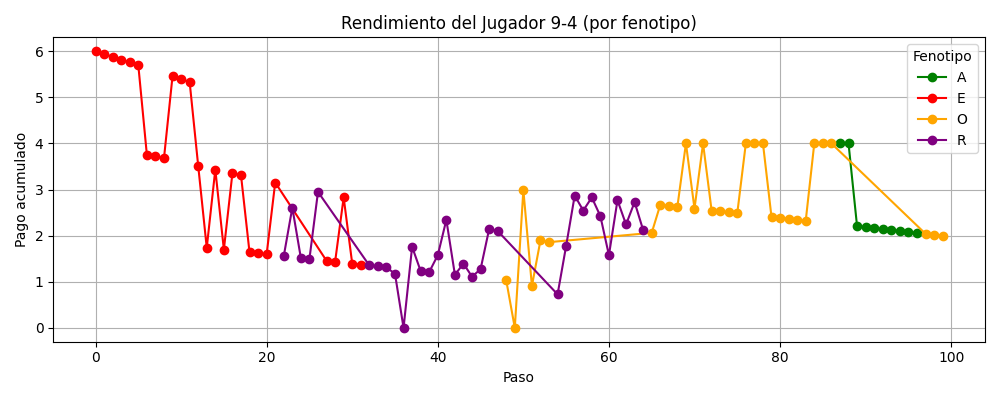 Rendimiento del Jugador 9-4 (por fenotipo)
Pago acumulado
6
5
4
3
2
1
0
0 20 40 60 80 100
Paso
Fenotipo
A
E
O
R